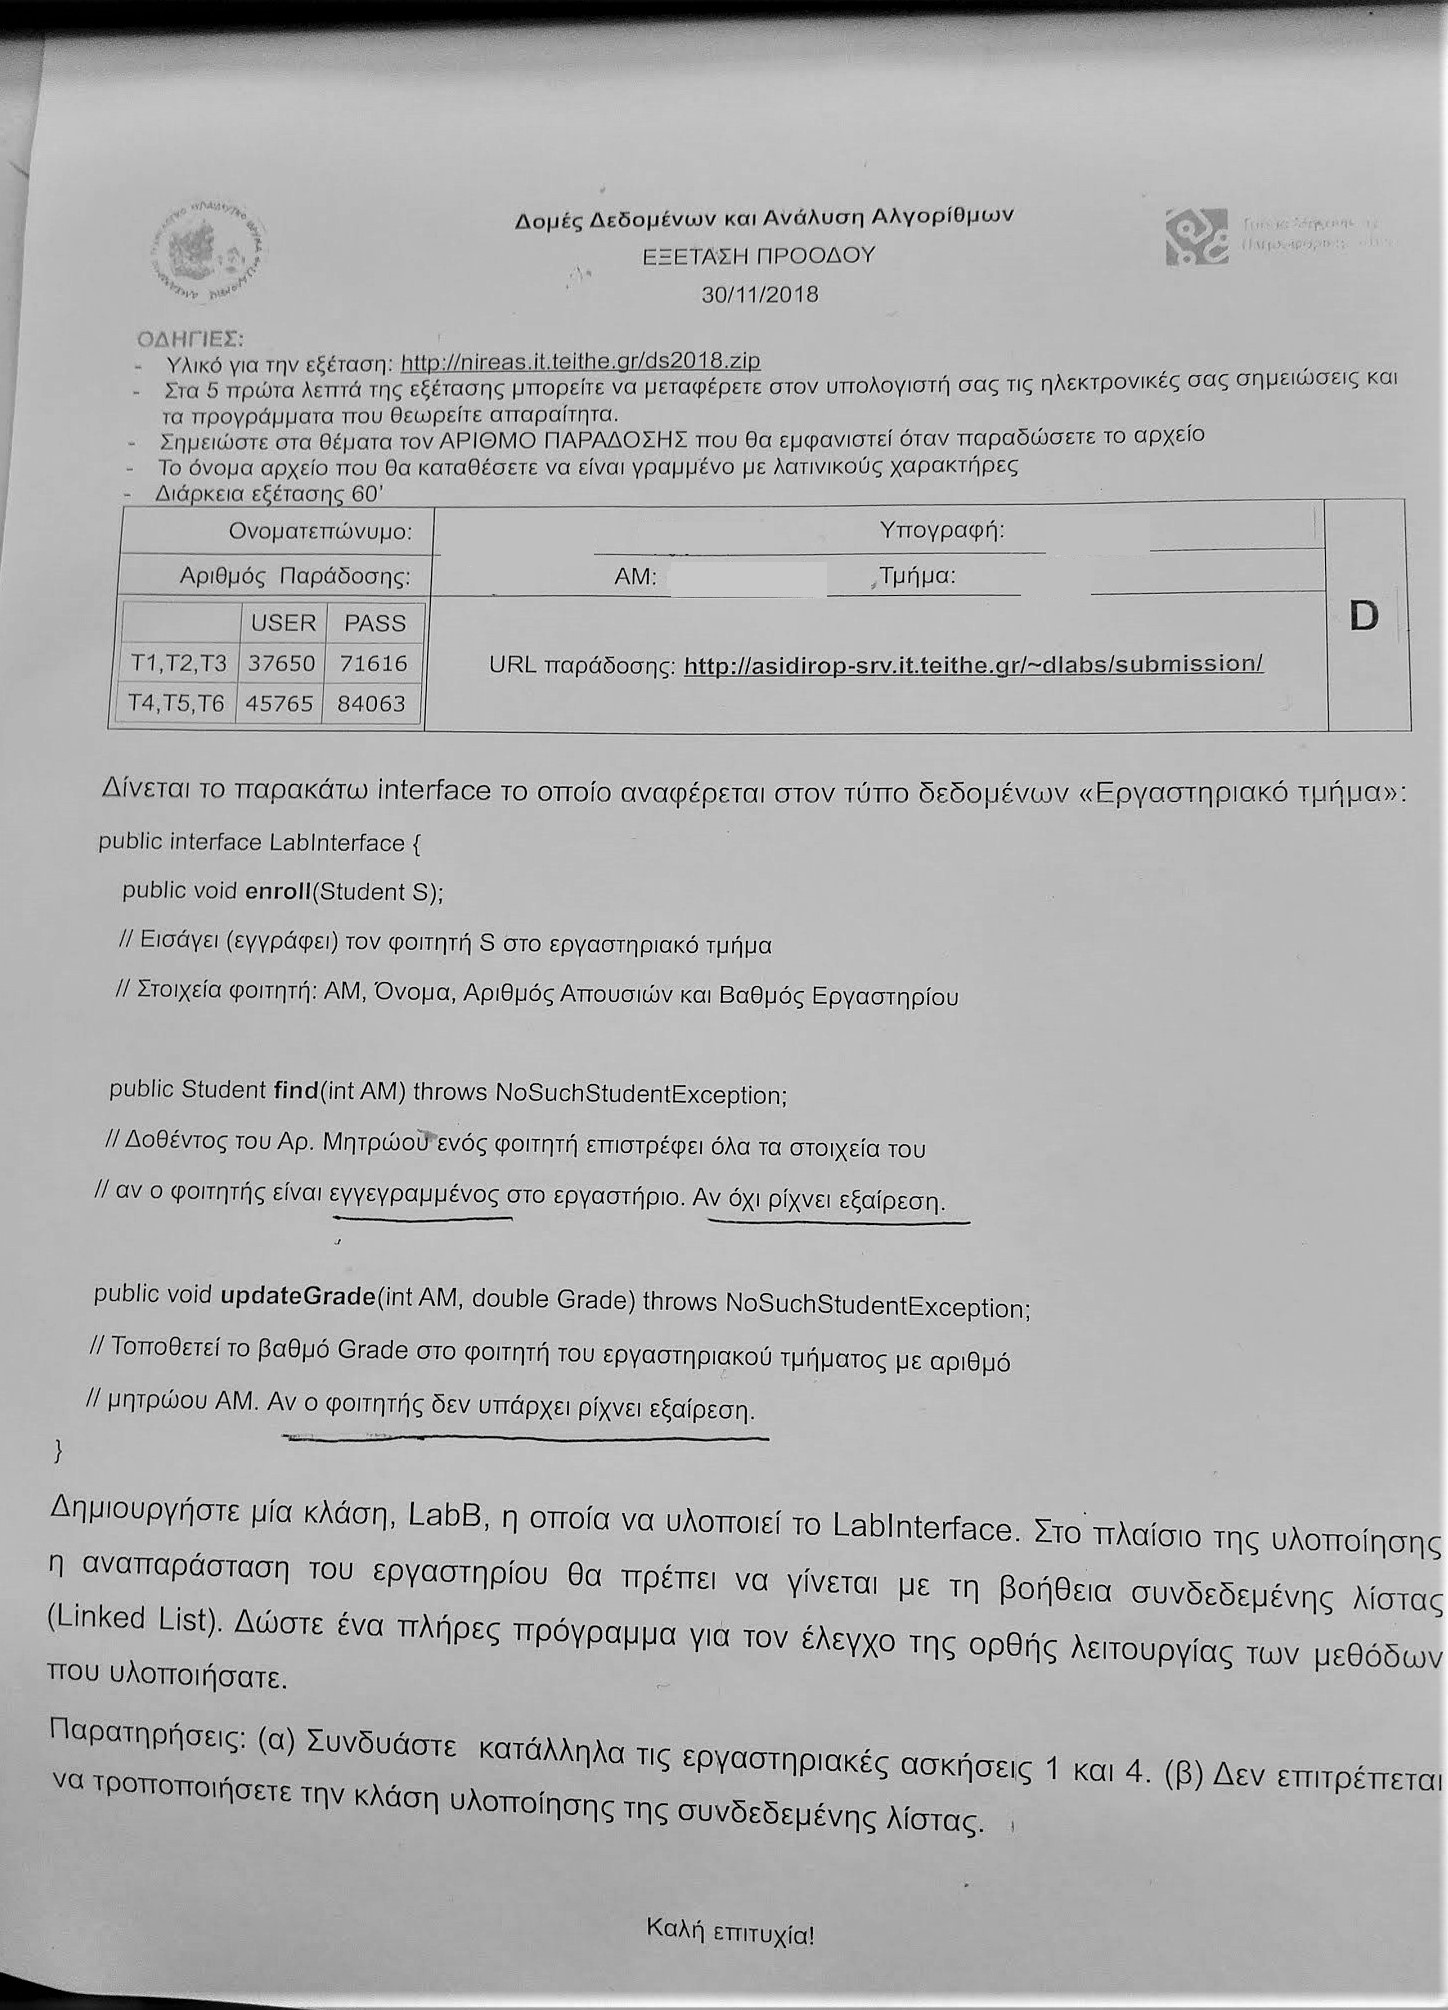 Δομές Δεδομένων και Ανάλυση Αλγορίθμων
ΕΞΕΤΑΣΗ ΠΡΟΟΔΟΥ
30/11/2018
ΟΔΗΓΙΕΣ:
- Υλικό για την εξέταση: http://nireas.it.teithe.gr/ds2018.zip
- Στα 5 πρώτα λεπτά της εξέτασης μπορείτε να μεταφέρετε στον υπολογιστή σας τις ηλεκτρονικές σας σημειώσεις και
τα προγράμματα που θεωρείτε απαραίτητα.
- Σημειώστε στα θέματα τον ΑΡΙΘΜΟ ΠΑΡΑΔΟΣΗΣ που θα εμφανιστεί όταν παραδώσετε το αρχείο
- Το όνομα αρχείο που θα καταθέσετε να είναι γραμμένο με λατινικούς χαρακτήρες
- Διάρκεια εξέτασης 60'
Ονοματεπώνυμο: Υπογραφή:
Αριθμός Παράδοσης: ΑΜ: Τμήμα:
D
USER PASS
T1,T2,T3 37650 71616
T4,T5,T6 45765 84063
URL παράδοσης: http://asidirop-srv.it.teithe.gr/~dlabs/submission/
Δίνεται το παρακάτω interface το οποίο αναφέρεται στον τύπο δεδομένων «Εργαστηριακό τμήμα»:
public interface LabInterface {
public void enroll(Student S);
// Εισάγει (εγγράφει) τον φοιτητή S στο εργαστηριακό τμήμα
// Στοιχεία φοιτητή: ΑΜ, Όνομα, Αριθμός Απουσιών και Βαθμός Εργαστηρίου
public Student find(int AM) throws NoSuchStudentException;
// Δοθέντος του Αρ. Μητρώου ενός φοιτητή επιστρέφει όλα τα στοιχεία του
// αν ο φοιτητής είναι εγγεγραμμένος στο εργαστήριο. Αν όχι ρίχνει εξαίρεση.
public void updateGrade(int AM, double Grade) throws NoSuchStudentException;
// Τοποθετεί το βαθμό Grade στο φοιτητή του εργαστηριακού τμήματος με αριθμό
// μητρώου ΑΜ. Αν ο φοιτητής δεν υπάρχει ρίχνει εξαίρεση.
}
Δημιουργήστε μία κλάση, LabB, η οποία να υλοποιεί το LabInterface. Στο πλαίσιο της υλοποίησης
η αναπαράσταση του εργαστηρίου θα πρέπει να γίνεται με τη βοήθεια συνδεδεμένης λίστας
(Linked List). Δώστε ένα πλήρες πρόγραμμα για τον έλεγχο της ορθής λειτουργίας των μεθόδων
που υλοποιήσατε.
Παρατηρήσεις: (α) Συνδυάστε κατάλληλα τις εργαστηριακές ασκήσεις 1 και 4. (β) Δεν επιτρέπεται
να τροποποιήσετε την κλάση υλοποίησης της συνδεδεμένης λίστας.
Καλή επιτυχία!